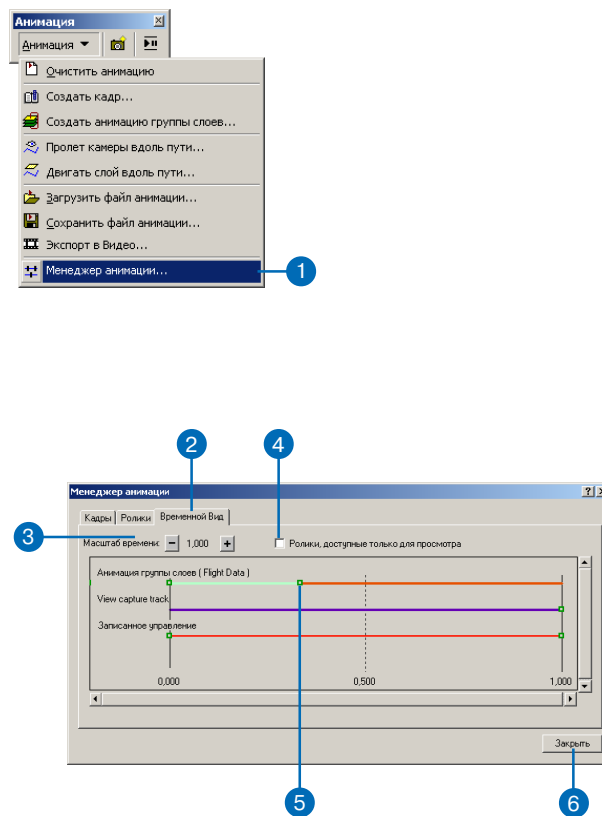 Анимация
Анимация
Очистить анимацию
Создать кадр...
Создать анимацию группы слоев...
Пролет камеры вдоль пути...
Двигать слой вдоль пути...
Загрузить файл анимации...
Сохранить файл анимации...
Экспорт в Видео...
Менеджер анимации...
1
2
4
Менеджер анимации
Кадры
Ролики
Временной Вид
3
Масштаб времени:
1,000
Ролики, доступные только для просмотра
Анимация группы слоев ( Flight Data )
View capture track
Записанное управление
0,000
0,500
1,000
Закрыть
5
6